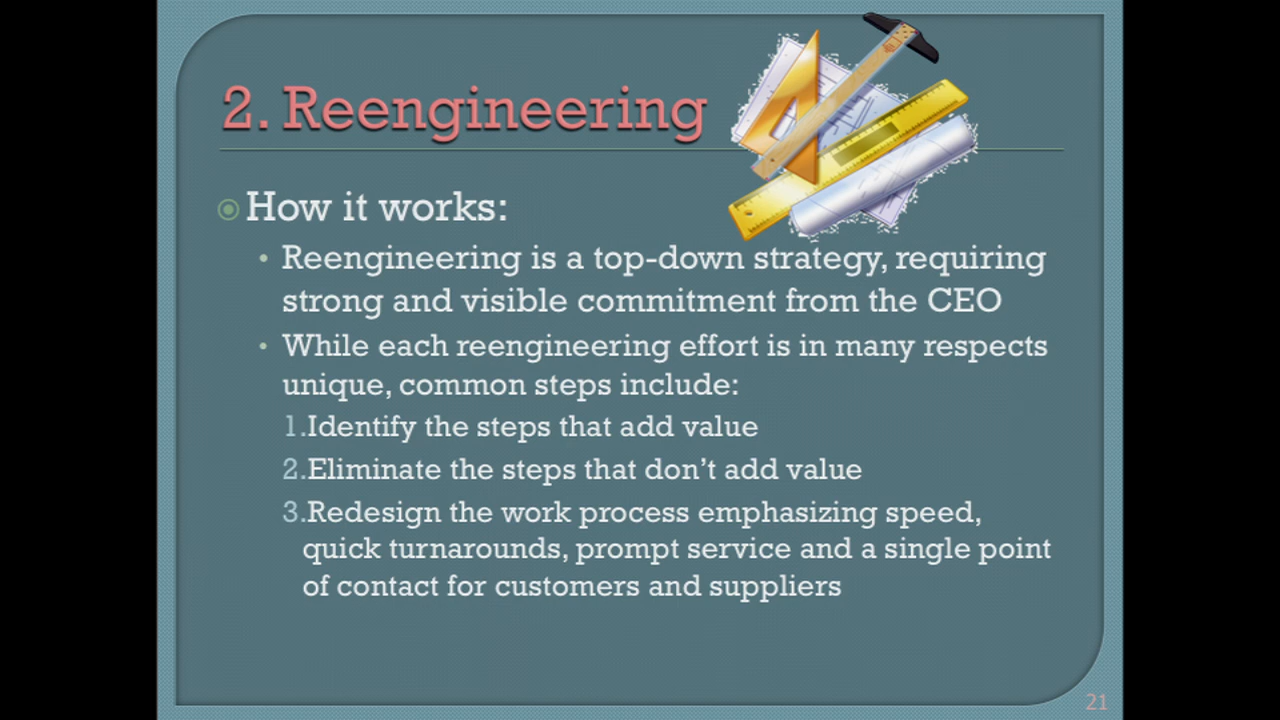 2. Reengineering
How it works:
Reengineering is a top-down strategy, requiring
strong and visible commitment from the CEO
While each reengineering effort is in many respects
unique, common steps include:
1.Identify the steps that add value
2.Eliminate the steps that don’t add value
3.Redesign the work process emphasizing speed,
quick turnarounds, prompt service and a single point
of contact for customers and suppliers
21